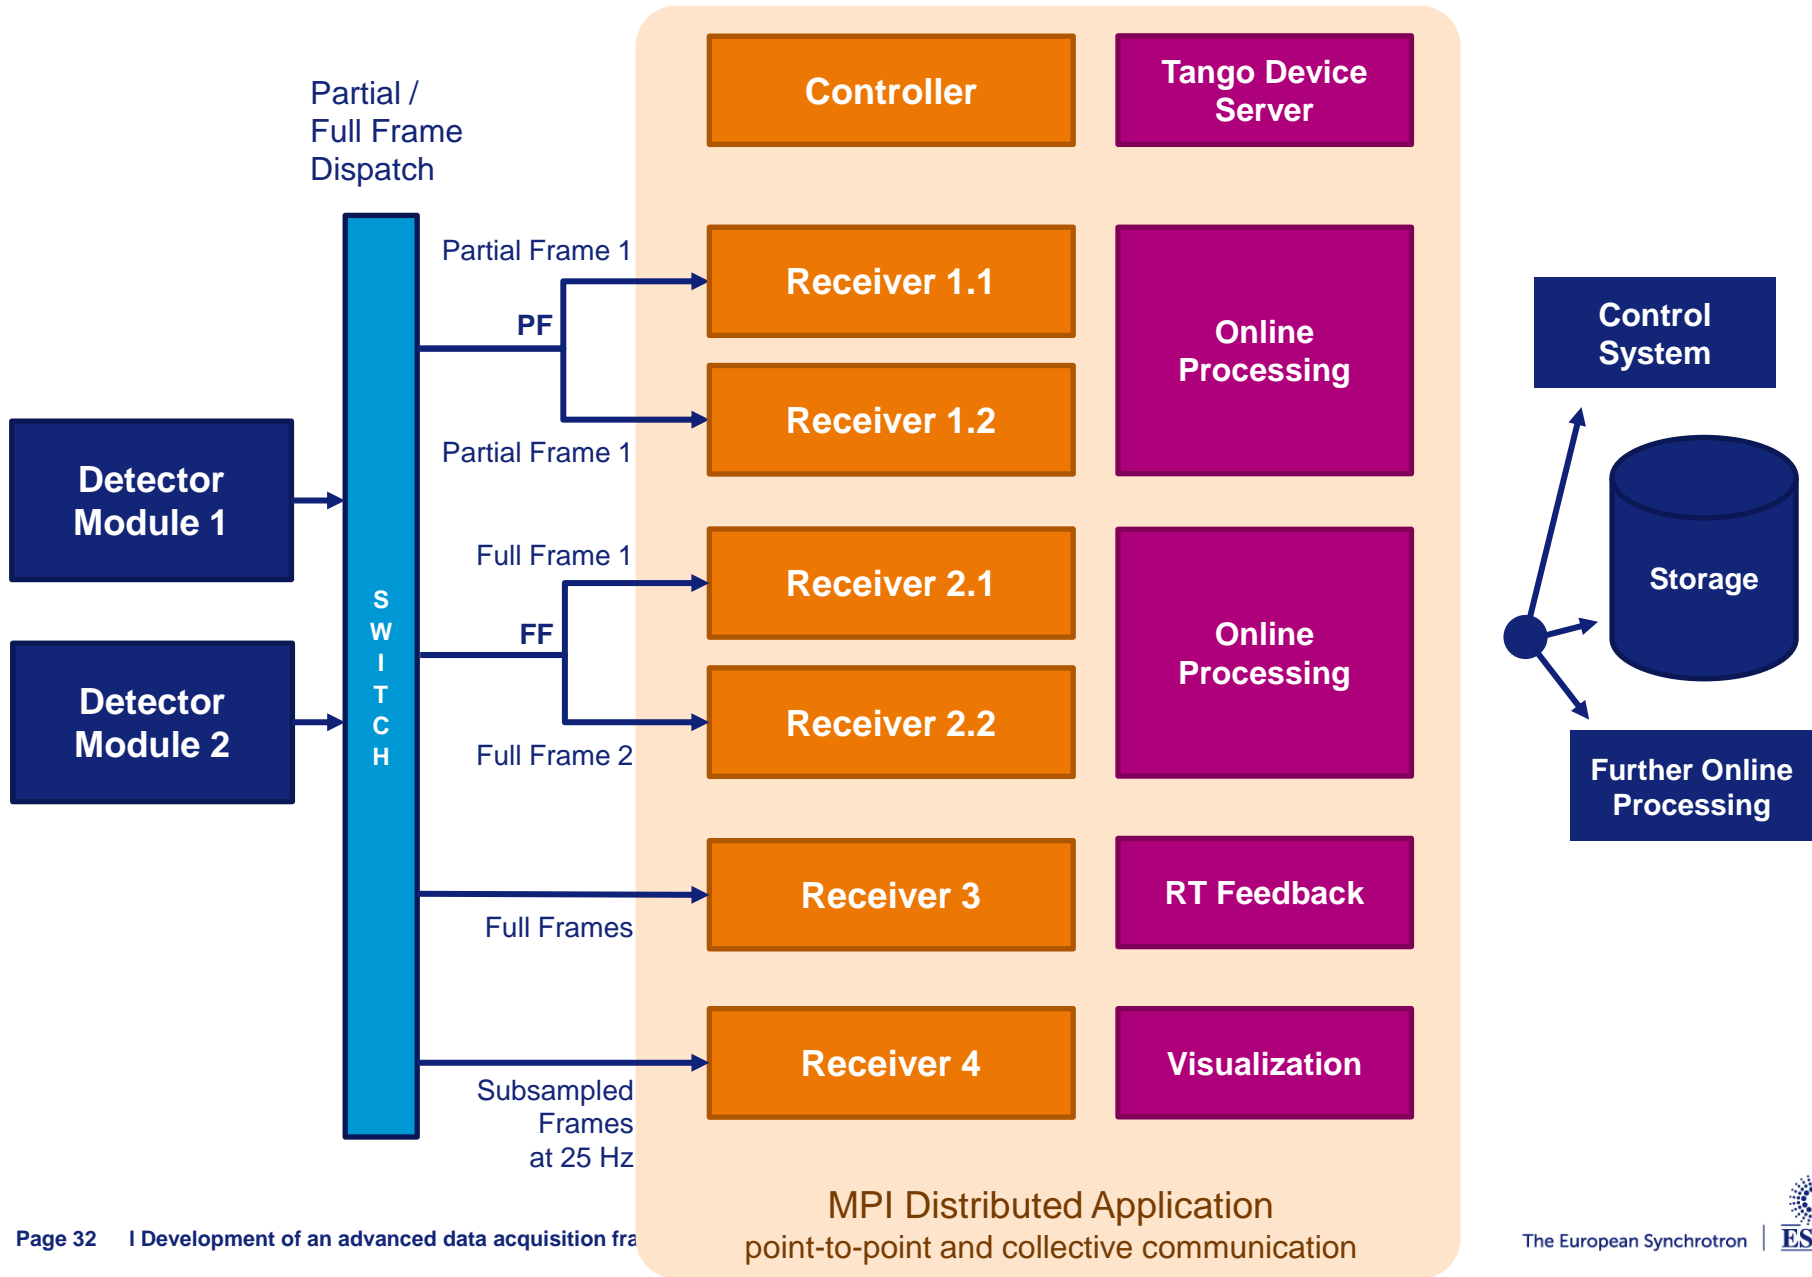 Partial /
Full Frame
Dispatch
Controller
Tango Device
Server
Partial Frame 1
PF
Partial Frame 1
Receiver 1.1
Receiver 1.2
Online
Processing
Control
System
Detector
Module 1
Detector
Module 2
S
W
I
T
C
H
Full Frame 1
FF
Full Frame 2
Receiver 2.1
Receiver 2.2
Online
Processing
Storage
Further Online
Processing
Full Frames
Receiver 3
RT Feedback
Subsampled
Frames
at 25 Hz
Receiver 4
Visualization
MPI Distributed Application
point-to-point and collective communication
Page 32 I Development of an advanced data acquisition fra
The European Synchrotron | ES